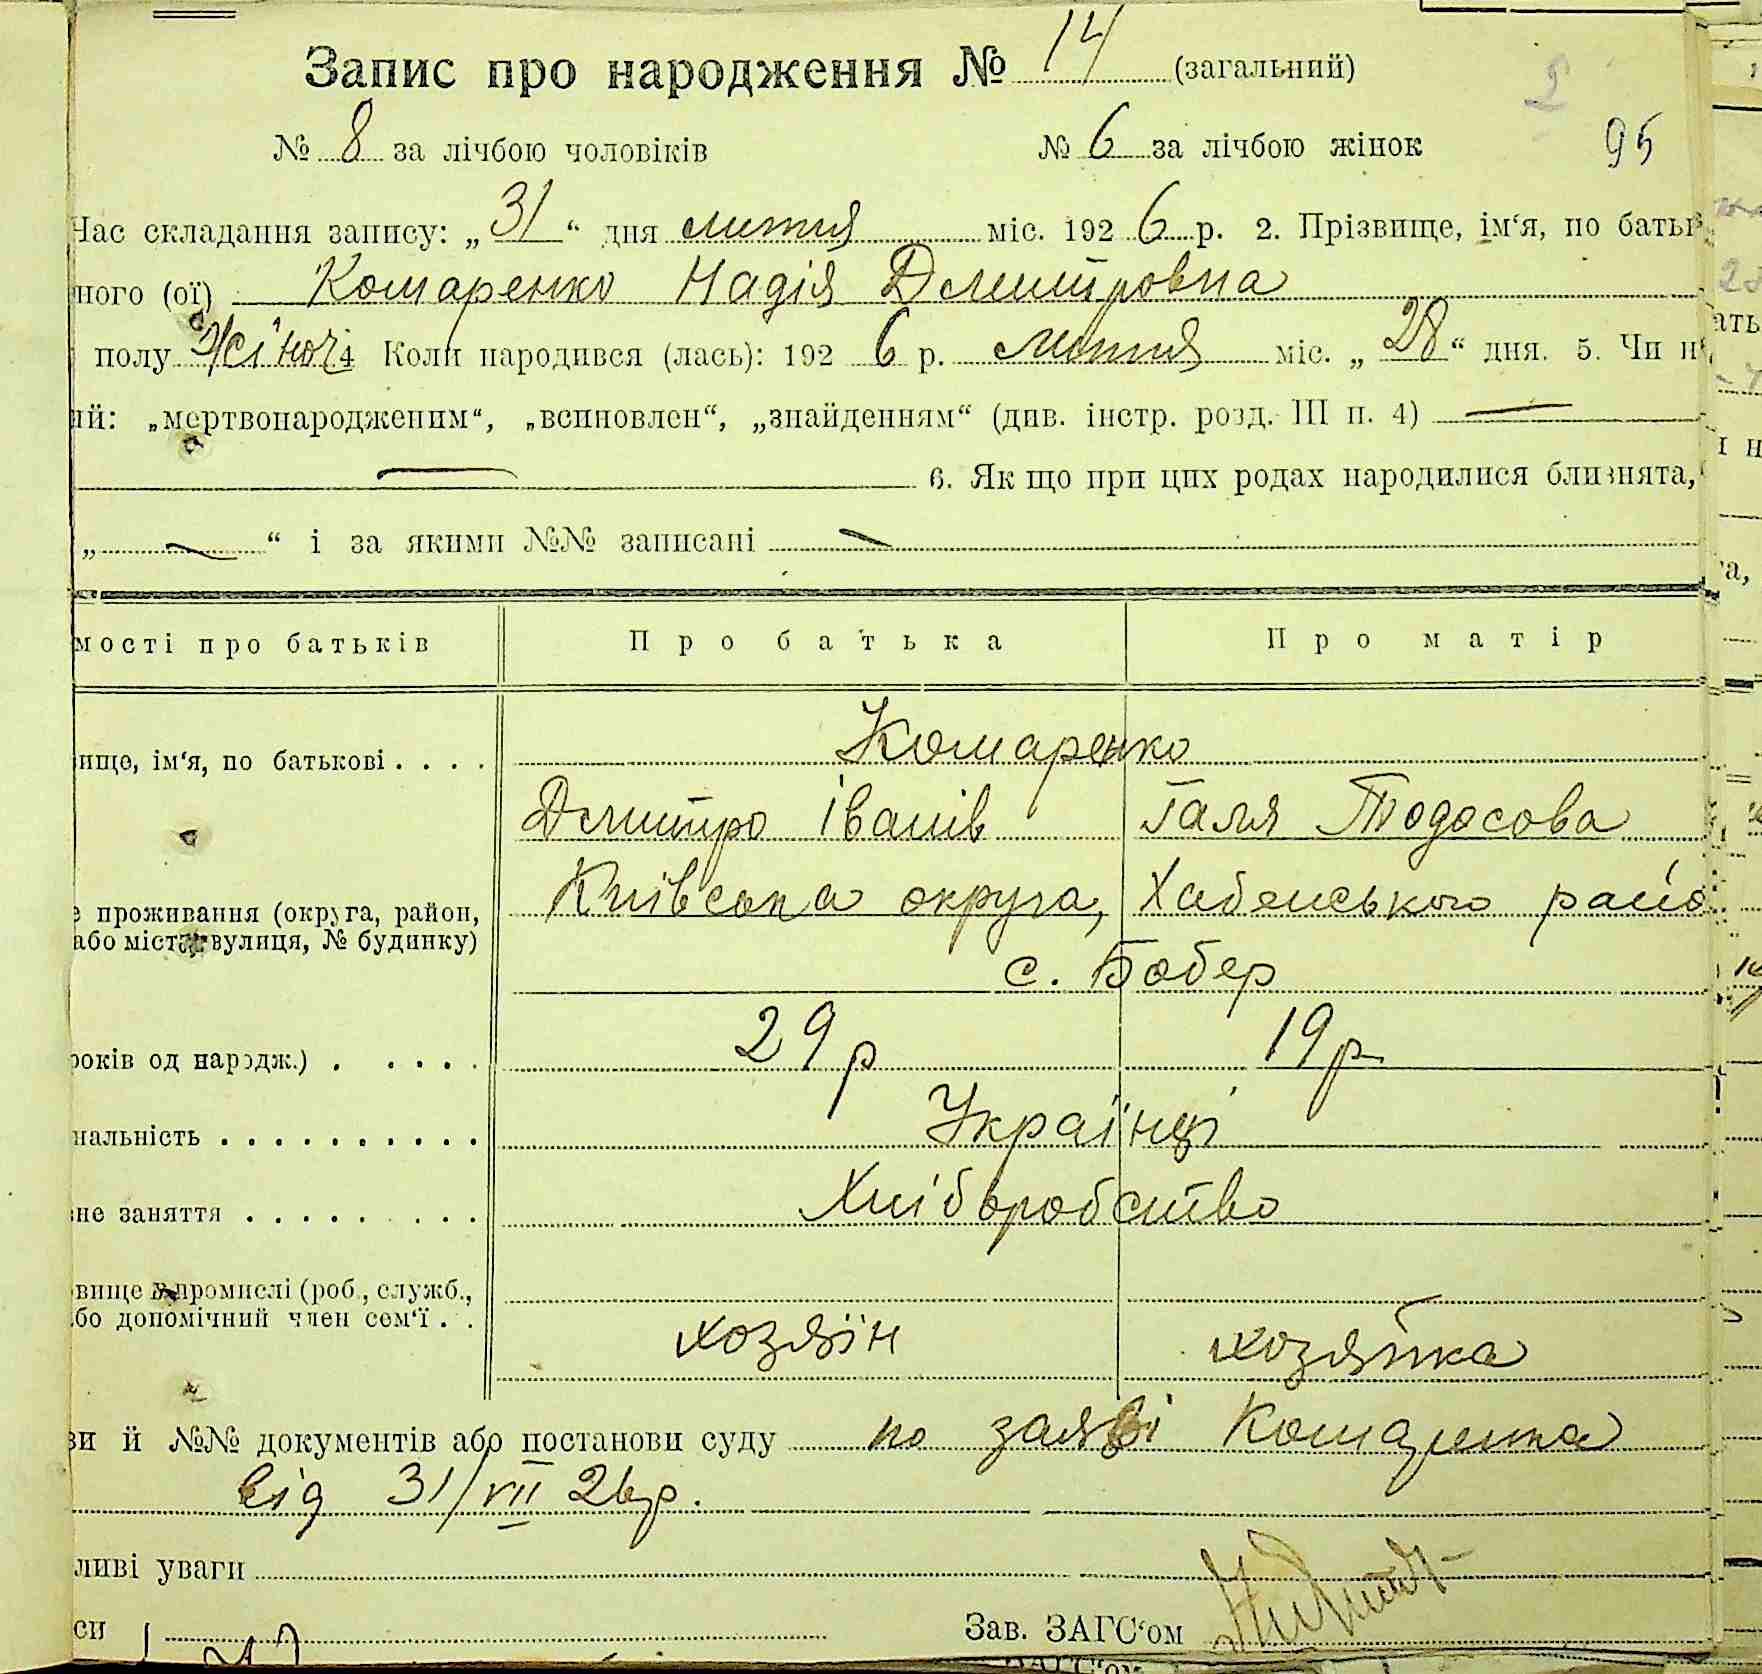 Запис про народження № 14 (загальний)
№ 8 за лічбою чоловіків № 6 за лічбою жінок 95
Час складання запису: „31“ дня липня міс. 1926 р. 2. Прізвище, ім‘я, по батьк
ного (ої) Комаренко Надія Дмитровна
полу жіноч 4 Коли народився (лась): 1926 р. липня міс. „28“ дня. 5. Чи н
ий: „мертвонародженим“, „всиновлен“, „знайденням“ (див. інстр. розд. III п. 4) —
— 6. Як що при цих родах народилися близнята,
„ — “ і за якими №№ записані —
мості про батьків Про батька Про матір
ище, ім‘я, по батькові . . . . Комаренко
Дмитро Іванів Галя Тодосова
е проживання (округа, район, Київська округа, Хабенського райо
або місто вулиця, № будинку)
с. Бобер
років од народж.) . . . . . 29 р 19 р
нальність . . . . . . . . . . Українці
не заняття . . . . . . . . Хліборобство
вище в промислі (роб., служб.,
бо допомічний член сем‘ї . .
хозяїн хозяйка
ви й №№ документів або постанови суду по заяві Комаренка
від 31/VII 26 р.
ливі уваги
си Зав. ЗАГС‘ом